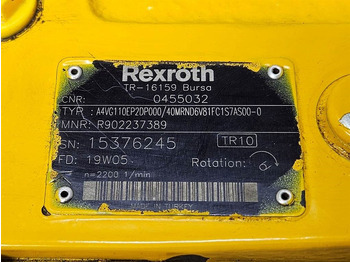 Rexroth
TR-16159 Bursa
CNR: 0455032
TYP: A4VG110EP2DP000/40MRND6V81FC1S7AS00-0
MNR: R902237389
SN: 15376245 TR10
FD: 19W05 Rotation:
n=2200 1/min
MADE IN TURKEY